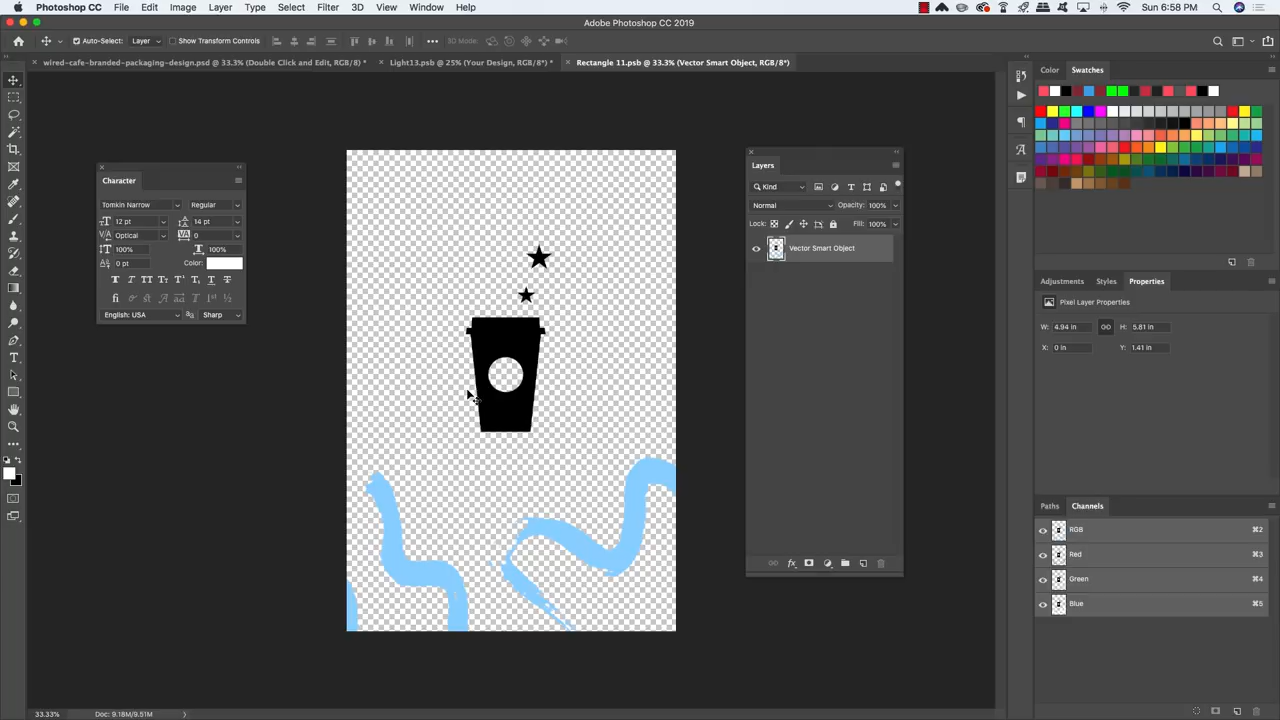 Photoshop CC File Edit Image Layer Type Select Filter 3D View Window Help Sun 6:58 PM
Adobe Photoshop CC 2019
Auto-Select: Layer Show Transform Controls 3D Mode:
wired-cafe-branded-packaging-design.psd @ 33.3% (Double Click and Edit, RGB/8) * Light13.psb @ 25% (Your Design, RGB/8*) * Rectangle 11.psb @ 33.3% (Vector Smart Object, RGB/8*)
Character
Tomkin Narrow Regular
12 pt 14 pt
Optical 0
100% 100%
0 pt Color:
English: USA Sharp
Layers
Kind
Normal Opacity: 100%
Lock: Fill: 100%
Vector Smart Object
Color Swatches
Adjustments Styles Properties
Pixel Layer Properties
W: 4.94 in H: 5.81 in
X: 0 in Y: 1.41 in
Paths Channels
RGB ⌘2
Red ⌘3
Green ⌘4
Blue ⌘5
33.33% Doc: 9.18M/9.51M